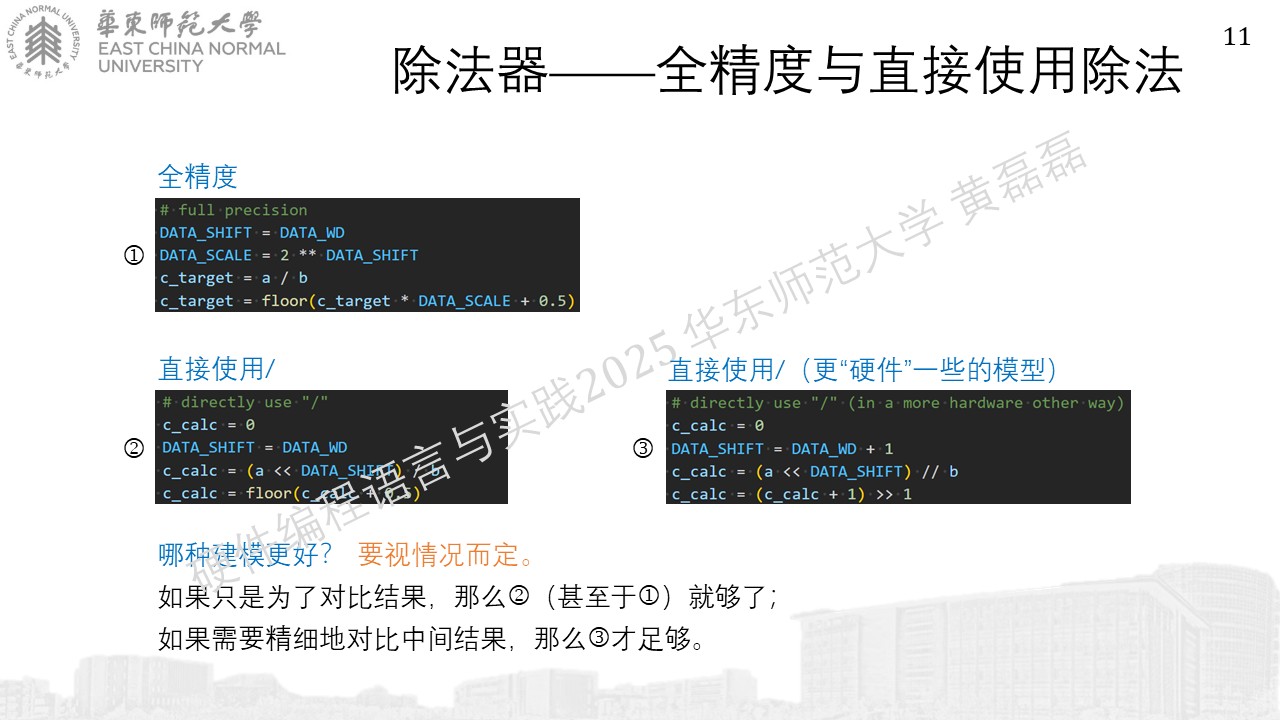 華東師範大學
EAST CHINA NORMAL
UNIVERSITY
EAST CHINA NORMAL UNIVERSITY
華東師範大學
11
除法器——全精度与直接使用除法
全精度
①
# full precision
DATA_SHIFT = DATA_WD
DATA_SCALE = 2 ** DATA_SHIFT
c_target = a / b
c_target = floor(c_target * DATA_SCALE + 0.5)
直接使用/
②
# directly use "/"
c_calc = 0
DATA_SHIFT = DATA_WD
c_calc = (a << DATA_SHIFT) / b
c_calc = floor(c_calc + 0.5)
直接使用/（更“硬件”一些的模型）
③
# directly use "/" (in a more hardware other way)
c_calc = 0
DATA_SHIFT = DATA_WD + 1
c_calc = (a << DATA_SHIFT) // b
c_calc = (c_calc + 1) >> 1
哪种建模更好？ 要视情况而定。
如果只是为了对比结果，那么②（甚至于①）就够了；
如果需要精细地对比中间结果，那么③才足够。
硬件编程语言与实践2025 华东师范大学 黄磊磊